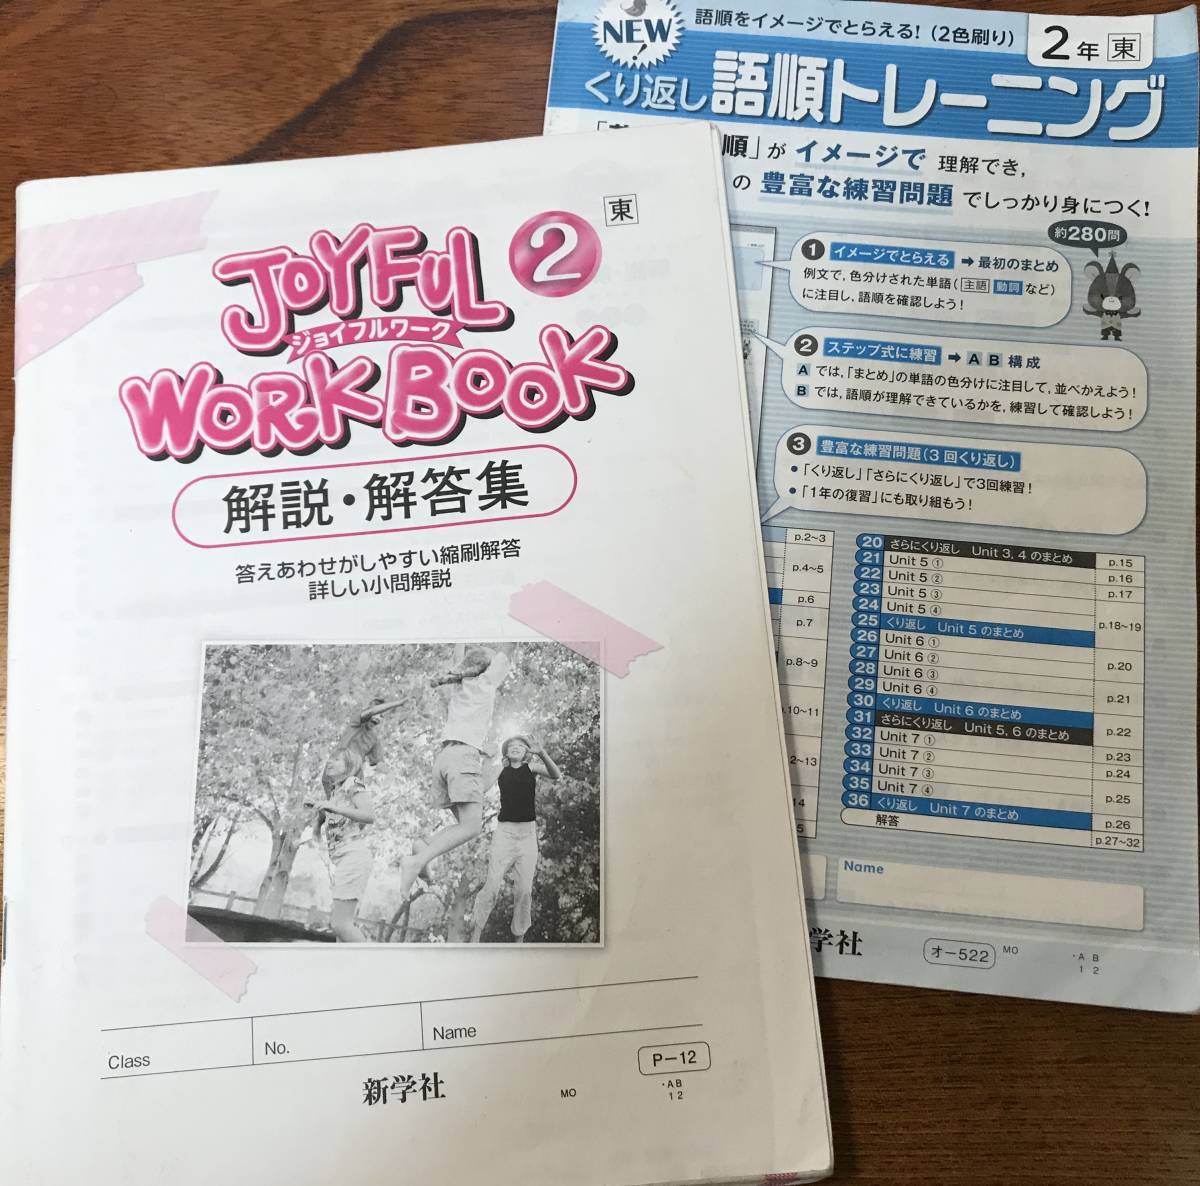 東
JOYFUL 2
ジョイフルワーク
WORK BOOK
解説・解答集
答えあわせがしやすい縮刷解答
詳しい小問解説
Class
No.
Name
P-12
新学社
MO
・AB
12
NEW!
語順をイメージでとらえる!(2色刷り)
2年 東
くり返し 語順トレーニング
順」が イメージで 理解でき,
の 豊富な練習問題 でしっかり身につく!
約280問
1 イメージでとらえる ➡ 最初のまとめ
例文で,色分けされた単語(主語 動詞 など)
に注目し,語順を確認しよう!
2 ステップ式に練習 ➡ A B 構成
A では,「まとめ」の単語の色分けに注目して,並べかえよう!
B では,語順が理解できているかを,練習して確認しよう!
3 豊富な練習問題(3回くり返し)
●「くり返し」「さらにくり返し」で3回練習!
●「1年の復習」にも取り組もう!
p.2~3
p.4~5
p.6
p.7
p.8~9
.10~11
2~13
14
5
20 さらにくり返し Unit 3, 4 のまとめ p.15
21 Unit 5 ①
22 Unit 5 ② p.16
23 Unit 5 ③ p.17
24 Unit 5 ④
25 くり返し Unit 5 のまとめ p.18~19
26 Unit 6 ①
27 Unit 6 ② p.20
28 Unit 6 ③
29 Unit 6 ④ p.21
30 くり返し Unit 6 のまとめ
31 さらにくり返し Unit 5, 6 のまとめ p.22
32 Unit 7 ① p.23
33 Unit 7 ② p.24
34 Unit 7 ③
35 Unit 7 ④ p.25
36 くり返し Unit 7 のまとめ p.26
解答 p.27~32
Name
学社
オ-522
MO
・A B
1 2